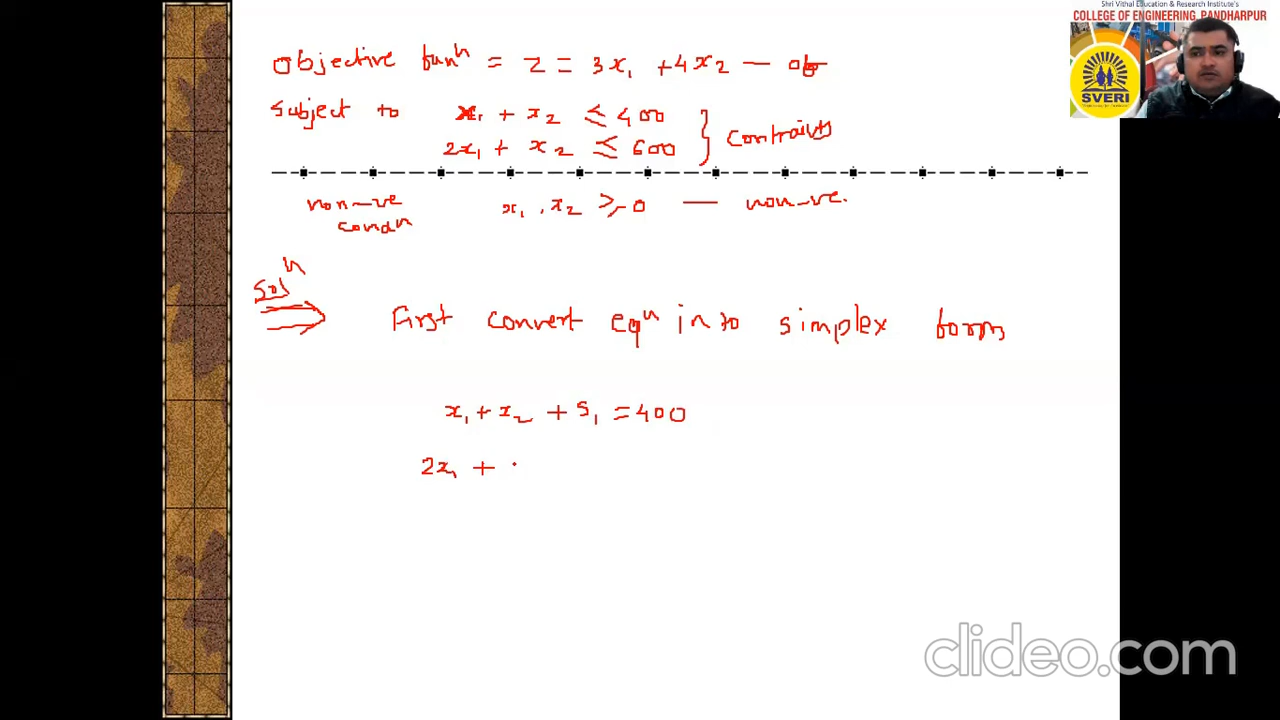 Shri Vithal Education & Research Institute's
COLLEGE OF ENGINEERING, PANDHARPUR
SVERI
Objective funⁿ = Z = 3x₁ + 4x₂ — ob
Subject to x₁ + x₂ ≤ 400
2x₁ + x₂ ≤ 600 } Contraints
non-ve x₁, x₂ ≥ 0 — non-ve.
condn
Solⁿ
First convert eqⁿ into simplex form
x₁ + x₂ + S₁ = 400
2x₁ +
clideo.com